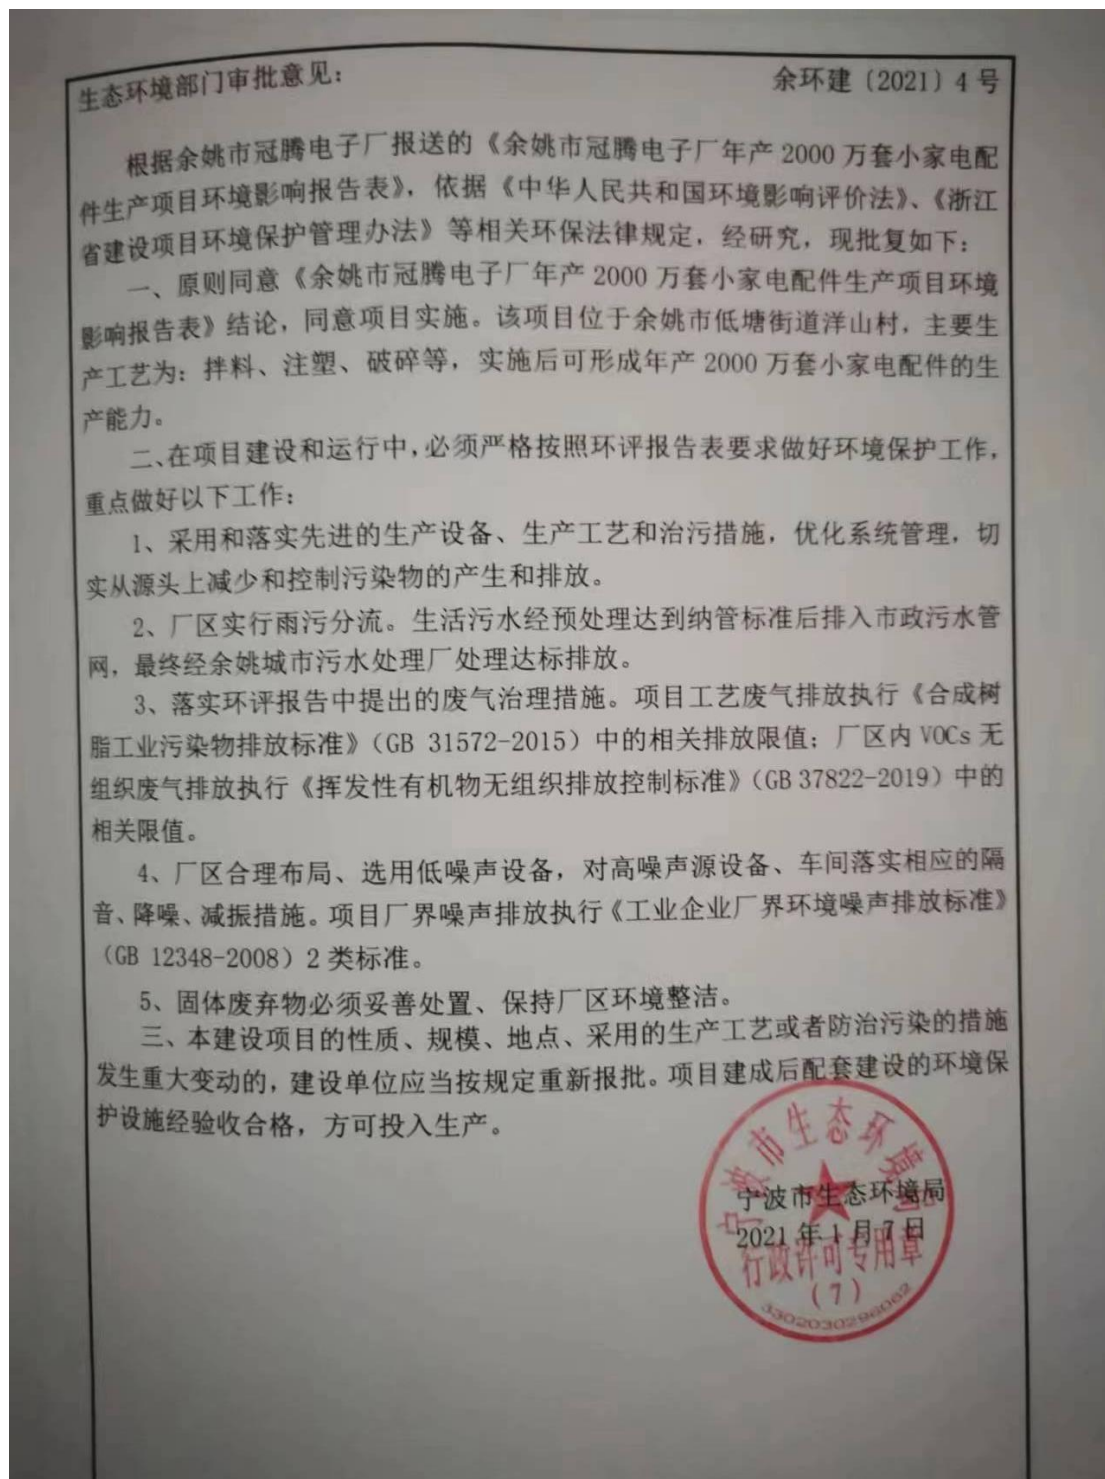 生态环境部门审批意见：
余环建〔2021〕4号
根据余姚市冠腾电子厂报送的《余姚市冠腾电子厂年产2000万套小家电配
件生产项目环境影响报告表》，依据《中华人民共和国环境影响评价法》、《浙江
省建设项目环境保护管理办法》等相关环保法律规定，经研究，现批复如下：
一、原则同意《余姚市冠腾电子厂年产2000万套小家电配件生产项目环境
影响报告表》结论，同意项目实施。该项目位于余姚市低塘街道洋山村，主要生
产工艺为：拌料、注塑、破碎等，实施后可形成年产2000万套小家电配件的生
产能力。
二、在项目建设和运行中，必须严格按照环评报告表要求做好环境保护工作，
重点做好以下工作：
1、采用和落实先进的生产设备、生产工艺和治污措施，优化系统管理，切
实从源头上减少和控制污染物的产生和排放。
2、厂区实行雨污分流。生活污水经预处理达到纳管标准后排入市政污水管
网，最终经余姚城市污水处理厂处理达标排放。
3、落实环评报告中提出的废气治理措施。项目工艺废气排放执行《合成树
脂工业污染物排放标准》（GB 31572-2015）中的相关排放限值；厂区内VOCs无
组织废气排放执行《挥发性有机物无组织排放控制标准》（GB 37822-2019）中的
相关限值。
4、厂区合理布局、选用低噪声设备，对高噪声源设备、车间落实相应的隔
音、降噪、减振措施。项目厂界噪声排放执行《工业企业厂界环境噪声排放标准》
（GB 12348-2008）2类标准。
5、固体废弃物必须妥善处置、保持厂区环境整洁。
三、本建设项目的性质、规模、地点、采用的生产工艺或者防治污染的措施
发生重大变动的，建设单位应当按规定重新报批。项目建成后配套建设的环境保
护设施经验收合格，方可投入生产。
宁波市生态环境局
宁波市生态环境局
2021年1月7日
行政许可专用章
（7）
3302030296062